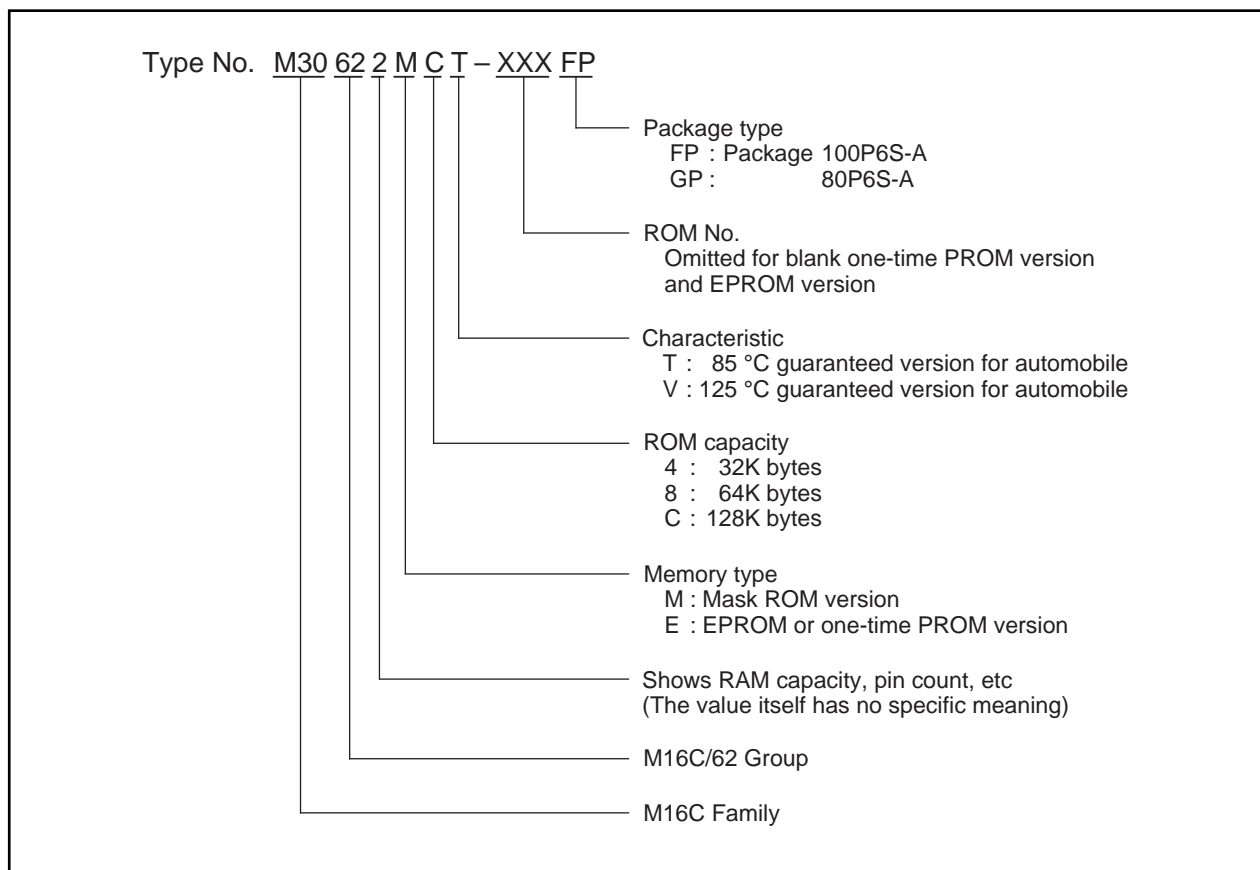 Type No. M30 62 2 M C T – XXX FP
Package type
FP : Package 100P6S-A
GP : 80P6S-A
ROM No.
Omitted for blank one-time PROM version
and EPROM version
Characteristic
T : 85 °C guaranteed version for automobile
V : 125 °C guaranteed version for automobile
ROM capacity
4 : 32K bytes
8 : 64K bytes
C : 128K bytes
Memory type
M : Mask ROM version
E : EPROM or one-time PROM version
Shows RAM capacity, pin count, etc
(The value itself has no specific meaning)
M16C/62 Group
M16C Family